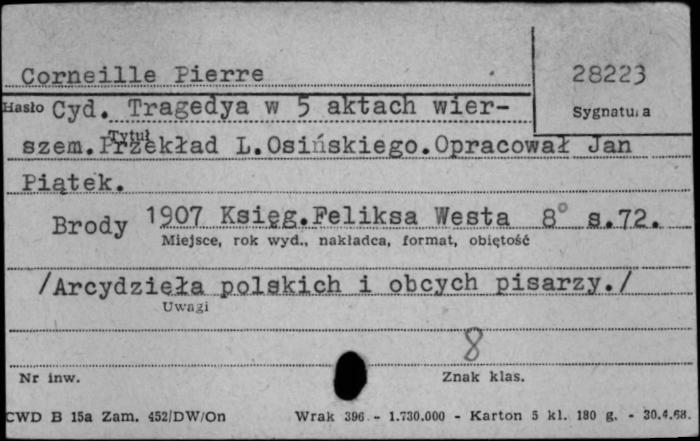 Corneille Pierre
28223
Hasło Cyd. Tragedya w 5 aktach wier-
Sygnatura
Tytuł
szem. Przekład L.Osińskiego.Opracował Jan
Piątek.
Brody 1907 Księg.Feliksa Westa 8° s.72.
Miejsce, rok wyd., nakładca, format, obiętość
/Arcydzieła polskich i obcych pisarzy./
Uwagi
8
Nr inw. Znak klas.
CWD B 15a Zam. 452/DW/On Wrak 396 - 1.730.000 - Karton 5 kl. 180 g. - 30.4.68.